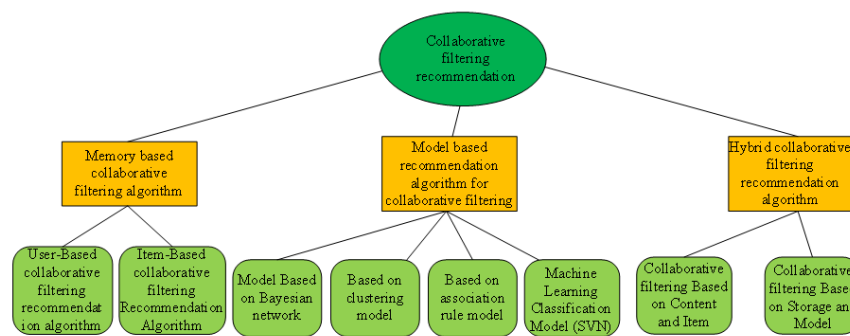 Collaborative
filtering
recommendation
Memory based
collaborative
filtering algorithm
Model based
recommendation
algorithm for
collaborative filtering
Hybrid collaborative
filtering
recommendation
algorithm
User-Based
collaborative
filtering
recommendat
ion algorithm
Item-Based
collaborative
filtering
Recommendation
Algorithm
Model Based
on Bayesian
network
Based on
clustering
model
Based on
association
rule model
Machine
Learning
Classification
Model (SVN)
Collaborative
filtering Based
on Content
and Item
Collaborative
filtering Based
on Storage and
Model